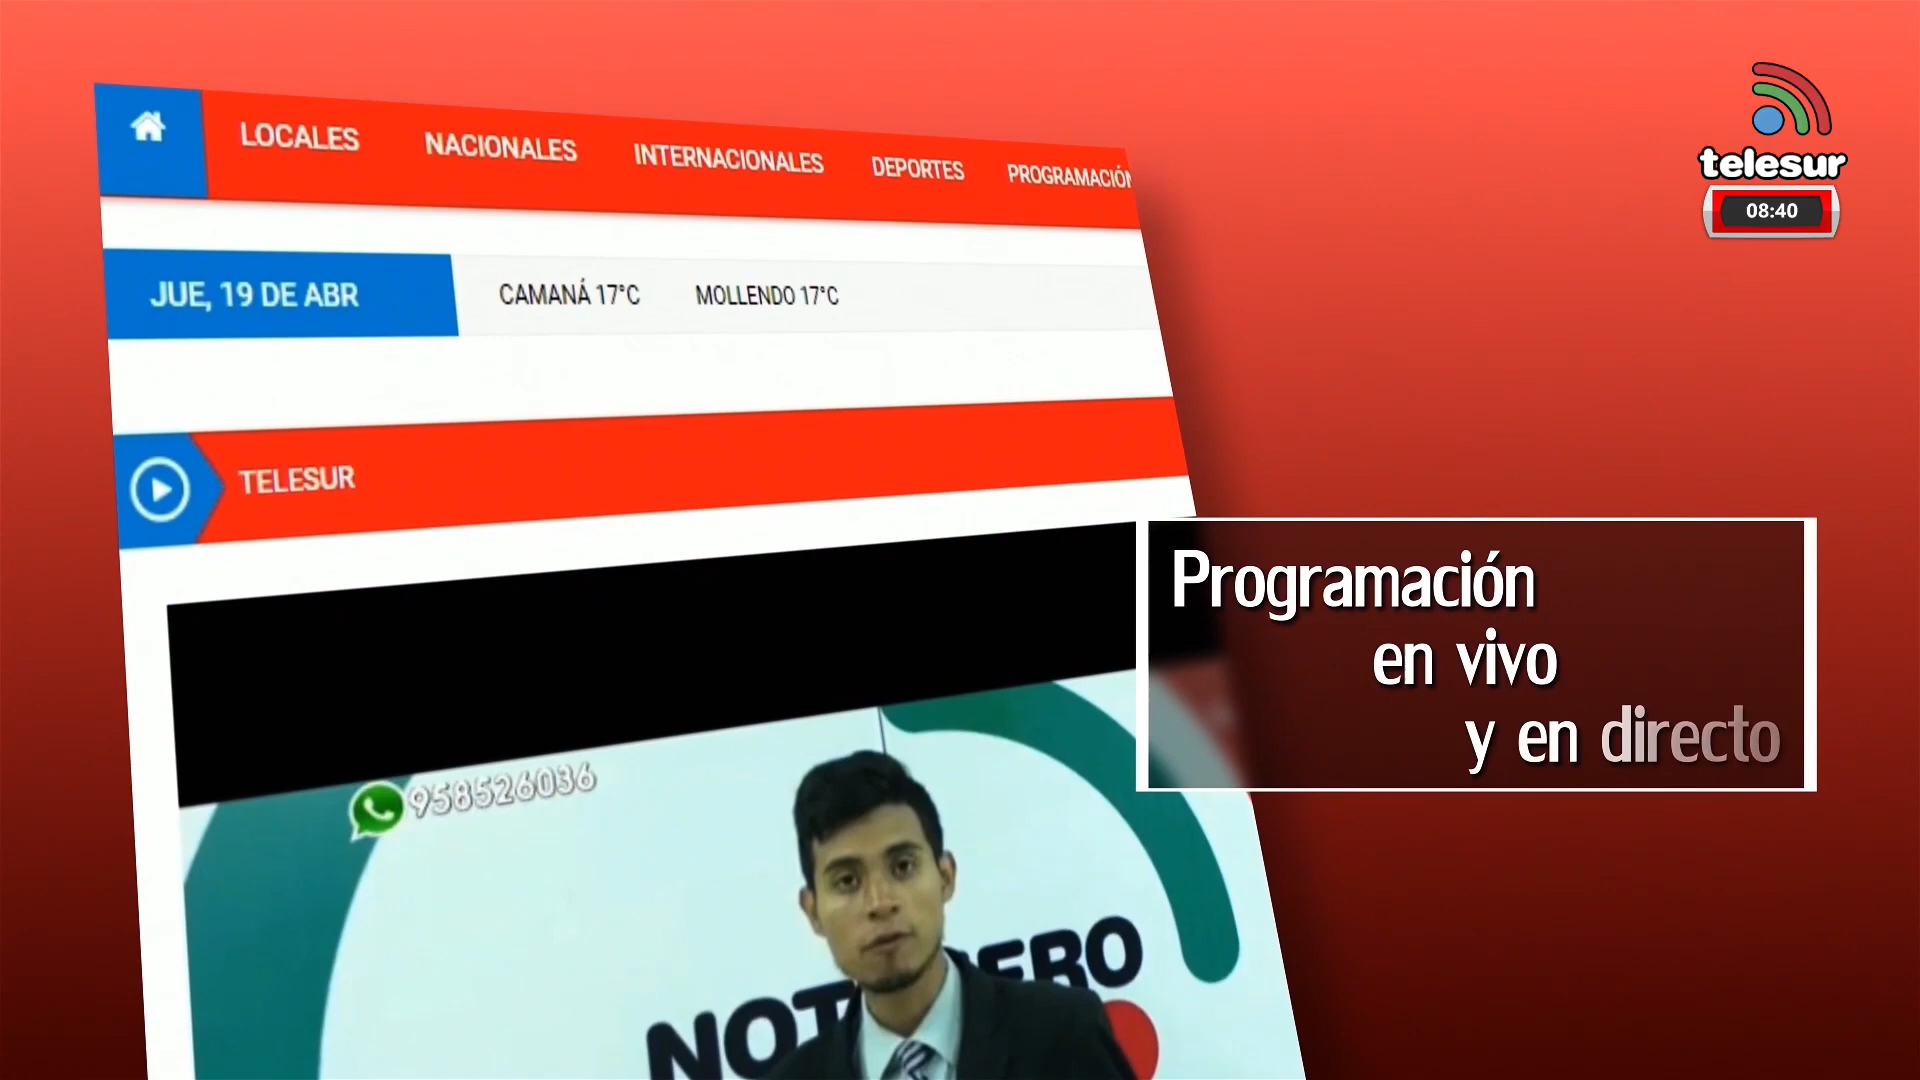 LOCALES NACIONALES INTERNACIONALES DEPORTES PROGRAMACIÓN
telesur
08:40
JUE, 19 DE ABR CAMANÁ 17°C MOLLENDO 17°C
TELESUR
Programación
en vivo
y en directo
958526036